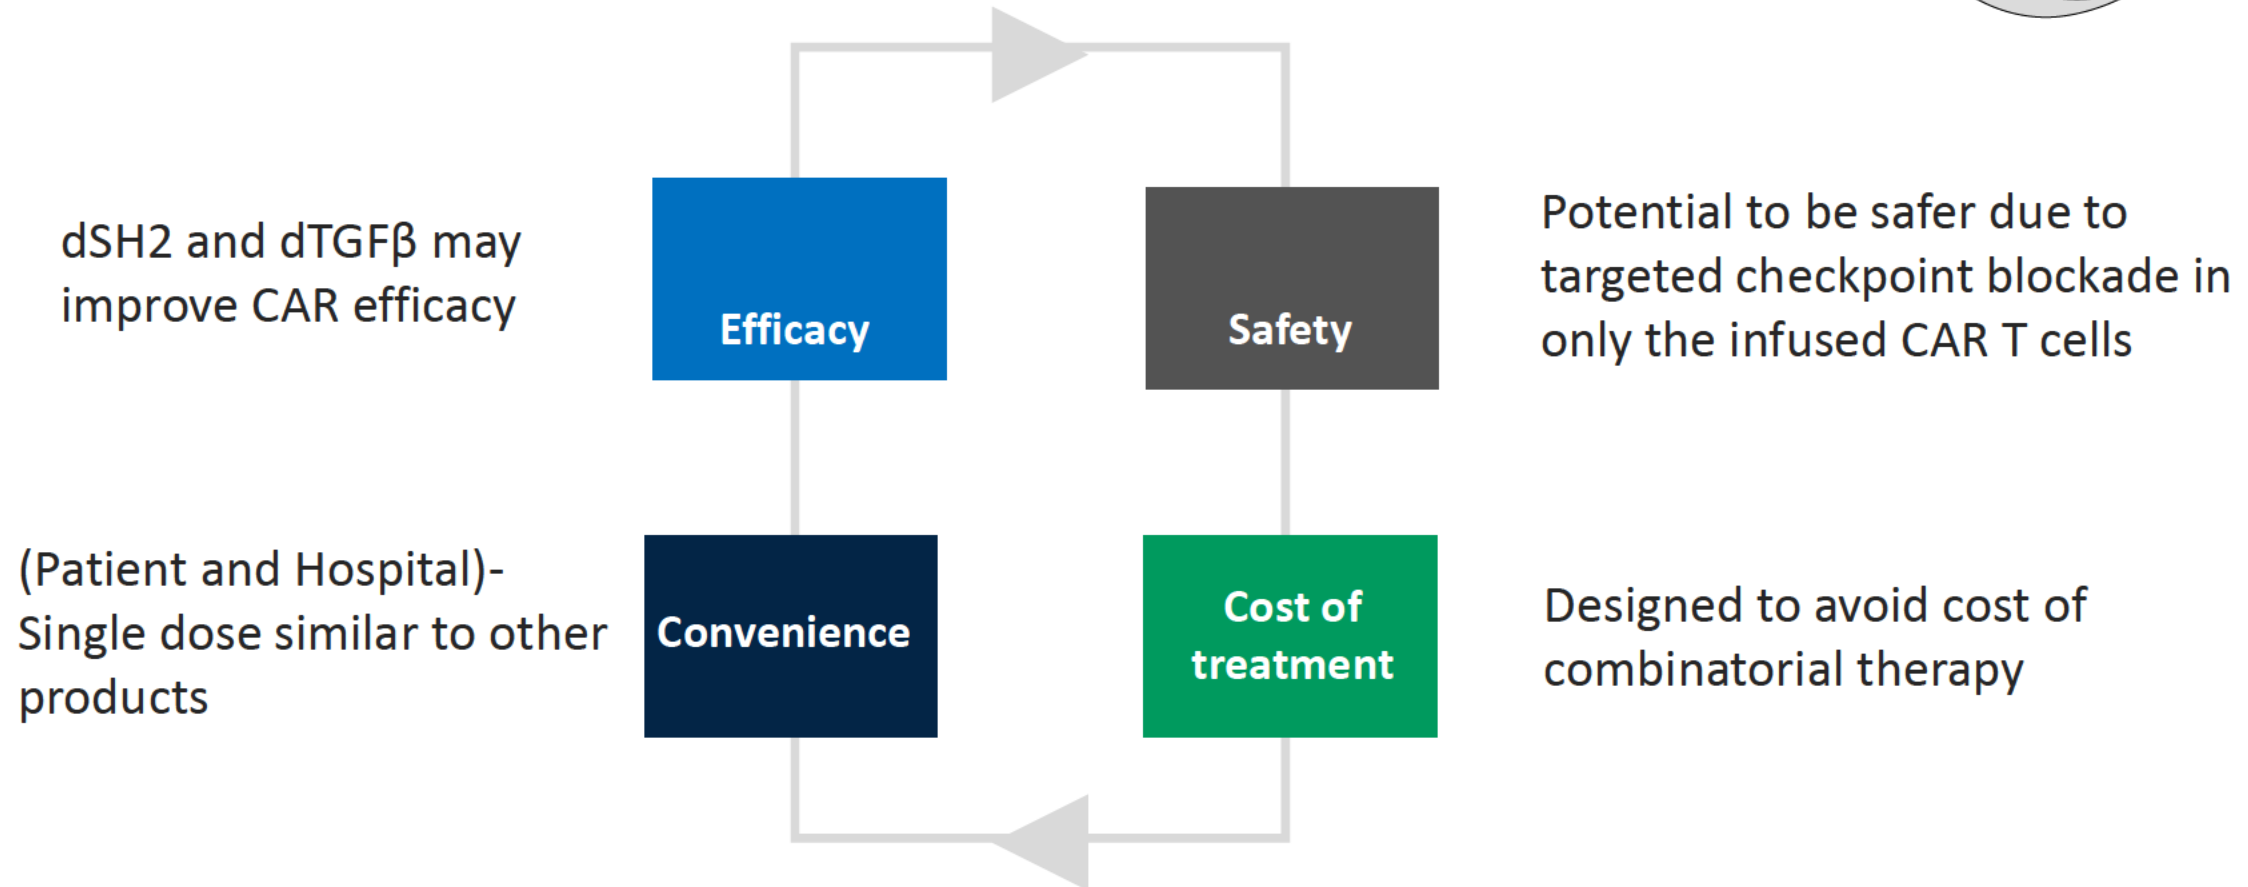 dSH2 and dTGFβ may
improve CAR efficacy
Efficacy
Safety
Potential to be safer due to
targeted checkpoint blockade in
only the infused CAR T cells
(Patient and Hospital)-
Single dose similar to other
products
Convenience
Cost of
treatment
Designed to avoid cost of
combinatorial therapy